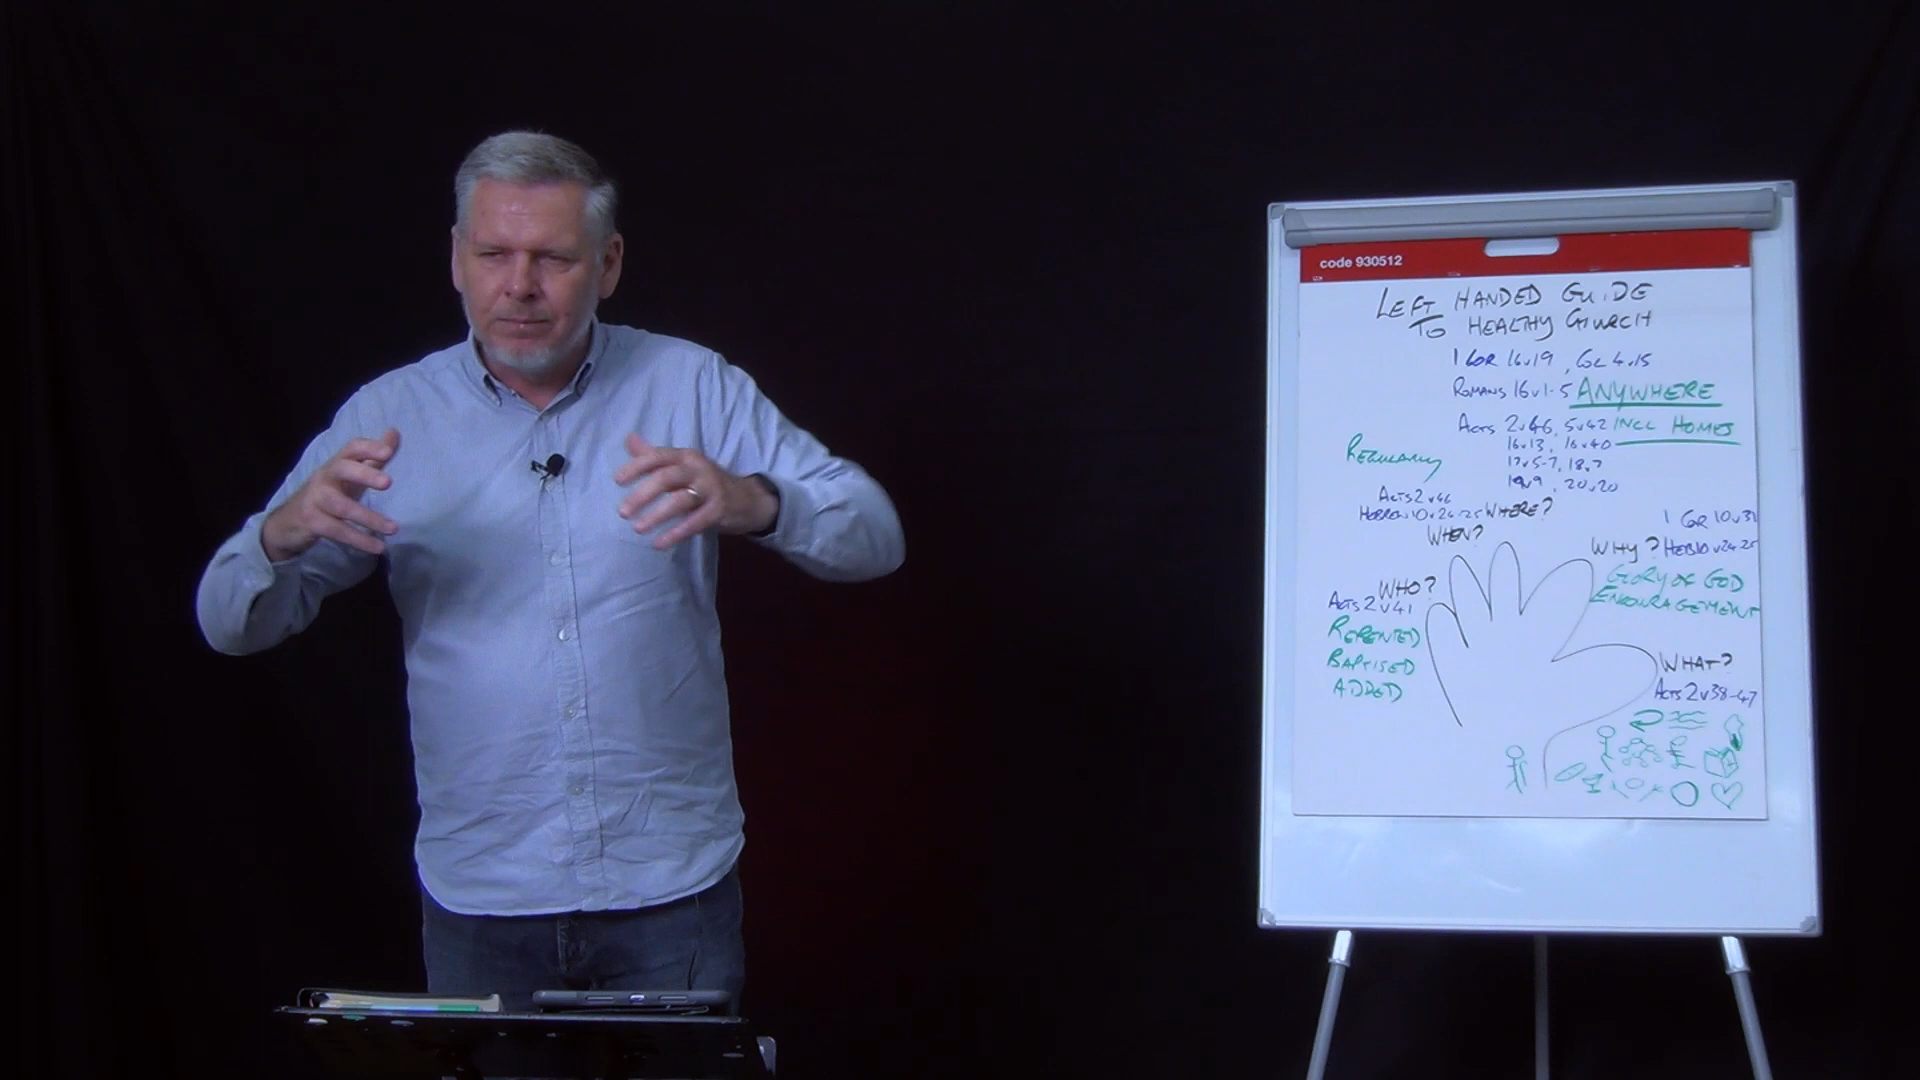 code 930512
LEFT HANDED GUIDE
TO HEALTHY CHURCH
1 COR 16v19, COL 4v15
ROMANS 16v1-5 ANYWHERE
ACTS 2v46, 5v42 INCL HOMES
16v13, 16v40
17v5-7, 18v7
19v9, 20v20
REGULARLY
ACTS 2v46
HEBREWS 10v24-25 WHERE?
WHEN?
1 COR 10v31
WHY? HEB 10v24-25
GLORY OF GOD
ENCOURAGEMENT
WHO?
ACTS 2v41
REPENTED
BAPTISED
ADDED
WHAT?
ACTS 2v38-47